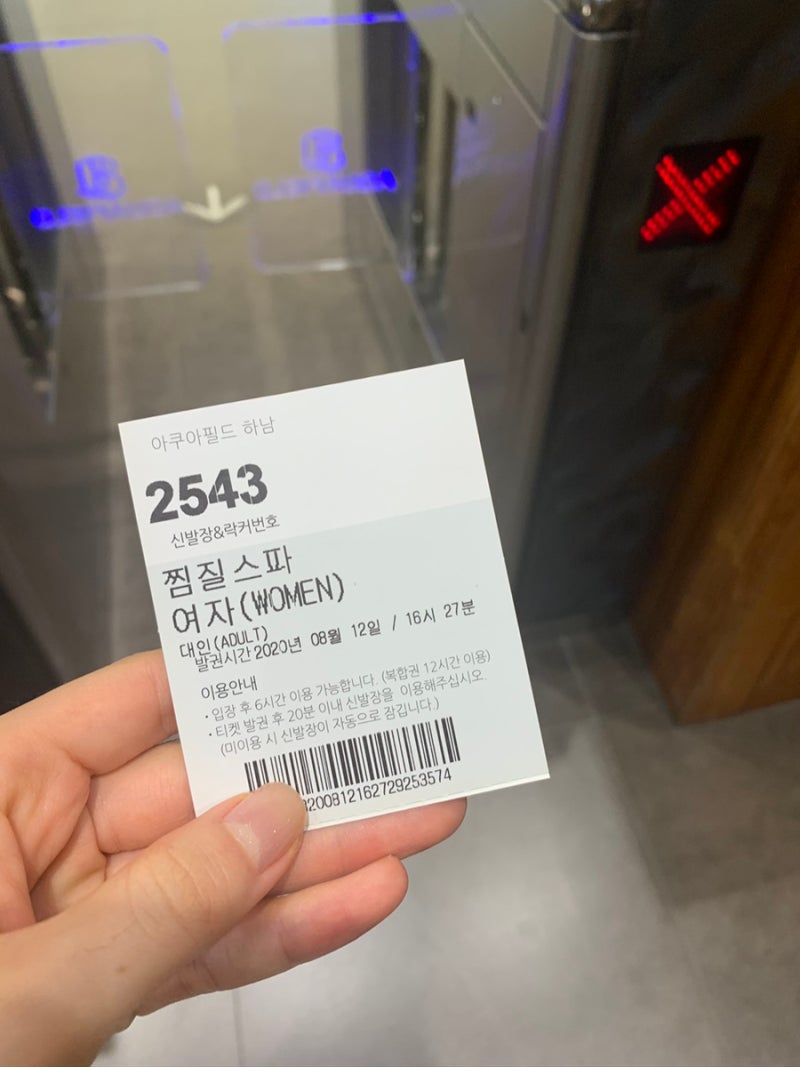 아쿠아필드 하남
2543
신발장&락커번호
찜질스파
여자(WOMEN)
대인(ADULT)
발권시간 2020년 08월 12일 / 16시 27분
이용안내
· 입장 후 6시간 이용 가능합니다. (복합권 12시간 이용)
· 티켓 발권 후 20분 이내 신발장을 이용해주십시오.
(미이용 시 신발장이 자동으로 잠깁니다.)